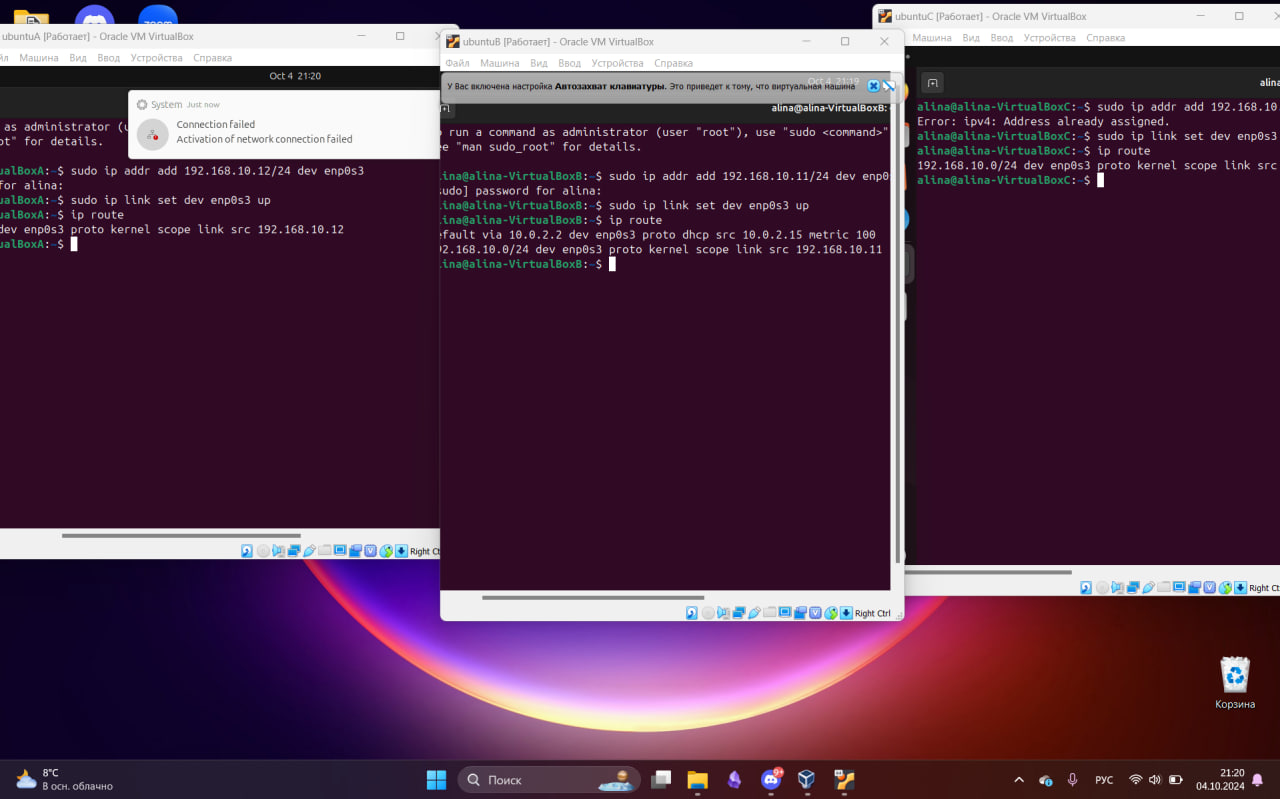 zoom
ubuntuA [Работает] - Oracle VM VirtualBox
Машина Вид Ввод Устройства Справка
Oct 4 21:20
System Just now
Connection failed
Activation of network connection failed
as administrator
for details.
sudo ip addr add 192.168.10.12/24 dev enp0s3
for alina:
ualBoxA:~$ sudo ip link set dev enp0s3 up
ualBoxA:~$ ip route
dev enp0s3 proto kernel scope link src 192.168.10.12
ualBoxA:~$
Right Ct
ubuntuB [Работает] - Oracle VM VirtualBox
Файл Машина Вид Ввод Устройства Справка
Oct 4 21:19
У Вас включена настройка Автозахват клавиатуры. Это приведет к тому, что виртуальная машина
alina@alina-VirtualBoxB:
o run a command as administrator (user "root"), use "sudo <command>"
ee "man sudo_root" for details.
lina@alina-VirtualBoxB:~$ sudo ip addr add 192.168.10.11/24 dev enp0
sudo] password for alina:
lina@alina-VirtualBoxB:~$ sudo ip link set dev enp0s3 up
lina@alina-VirtualBoxB:~$ ip route
efault via 10.0.2.2 dev enp0s3 proto dhcp src 10.0.2.15 metric 100
92.168.10.0/24 dev enp0s3 proto kernel scope link src 192.168.10.11
lina@alina-VirtualBoxB:~$
Right Ctrl
ubuntuC [Работает] - Oracle VM VirtualBox
Машина Вид Ввод Устройства Справка
alina
alina@alina-VirtualBoxC:~$ sudo ip addr add 192.168.10
Error: ipv4: Address already assigned.
alina@alina-VirtualBoxC:~$ sudo ip link set dev enp0s3
alina@alina-VirtualBoxC:~$ ip route
192.168.10.0/24 dev enp0s3 proto kernel scope link src
alina@alina-VirtualBoxC:~$
Right Ct
Корзина
8°C
В осн. облачно
Поиск
9+
РУС
21:20
04.10.2024